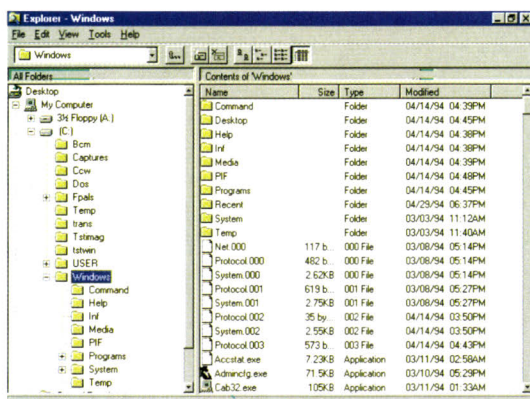 Explorer - Windows
File Edit View Tools Help
Windows
All Folders
Contents of 'Windows'
Desktop
My Computer
3½ Floppy (A:)
(C:)
Bcm
Captures
Ccw
Dos
Fpals
Temp
trans
Tstimag
tstwin
USER
Windows
Command
Help
Inf
Media
PIF
Programs
System
Temp
Name Size Type Modified
Command Folder 04/14/94 04:39PM
Desktop Folder 04/14/94 04:45PM
Help Folder 04/14/94 04:38PM
Inf Folder 04/14/94 04:38PM
Media Folder 04/14/94 04:39PM
PIF Folder 04/14/94 04:48PM
Programs Folder 04/14/94 04:45PM
Recent Folder 04/29/94 06:37PM
System Folder 03/03/94 11:12AM
Temp Folder 03/03/94 11:40AM
Net.000 117 b... 000 File 03/08/94 05:14PM
Protocol.000 482 b... 000 File 03/08/94 05:14PM
System.000 2.62KB 000 File 03/08/94 05:14PM
Protocol.001 619 b... 001 File 03/08/94 05:27PM
System.001 2.75KB 001 File 03/08/94 05:27PM
Protocol.002 35 by... 002 File 04/14/94 03:50PM
System.002 2.55KB 002 File 04/14/94 03:50PM
Protocol.003 573 b... 003 File 04/14/94 04:43PM
Accstat.exe 7.23KB Application 03/11/94 02:58AM
Admincfg.exe 71.5KB Application 03/10/94 05:29PM
Cab32.exe 105KB Application 03/11/94 01:33AM